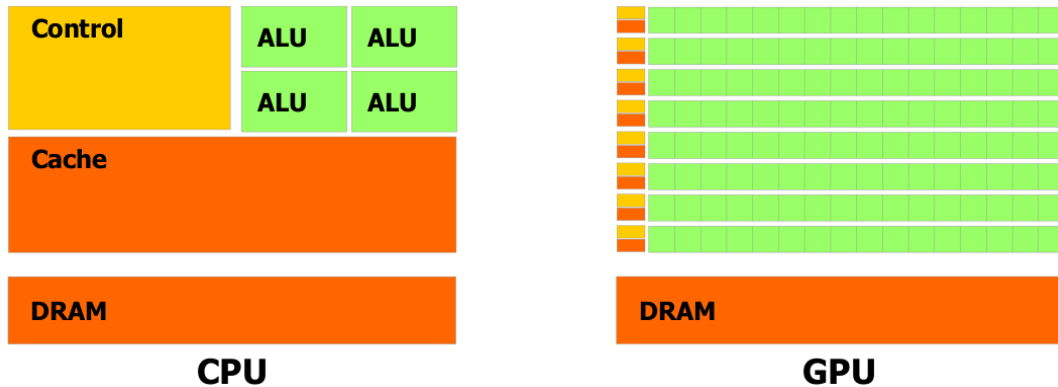 Control
ALU ALU
ALU ALU
Cache
DRAM
CPU
DRAM
GPU